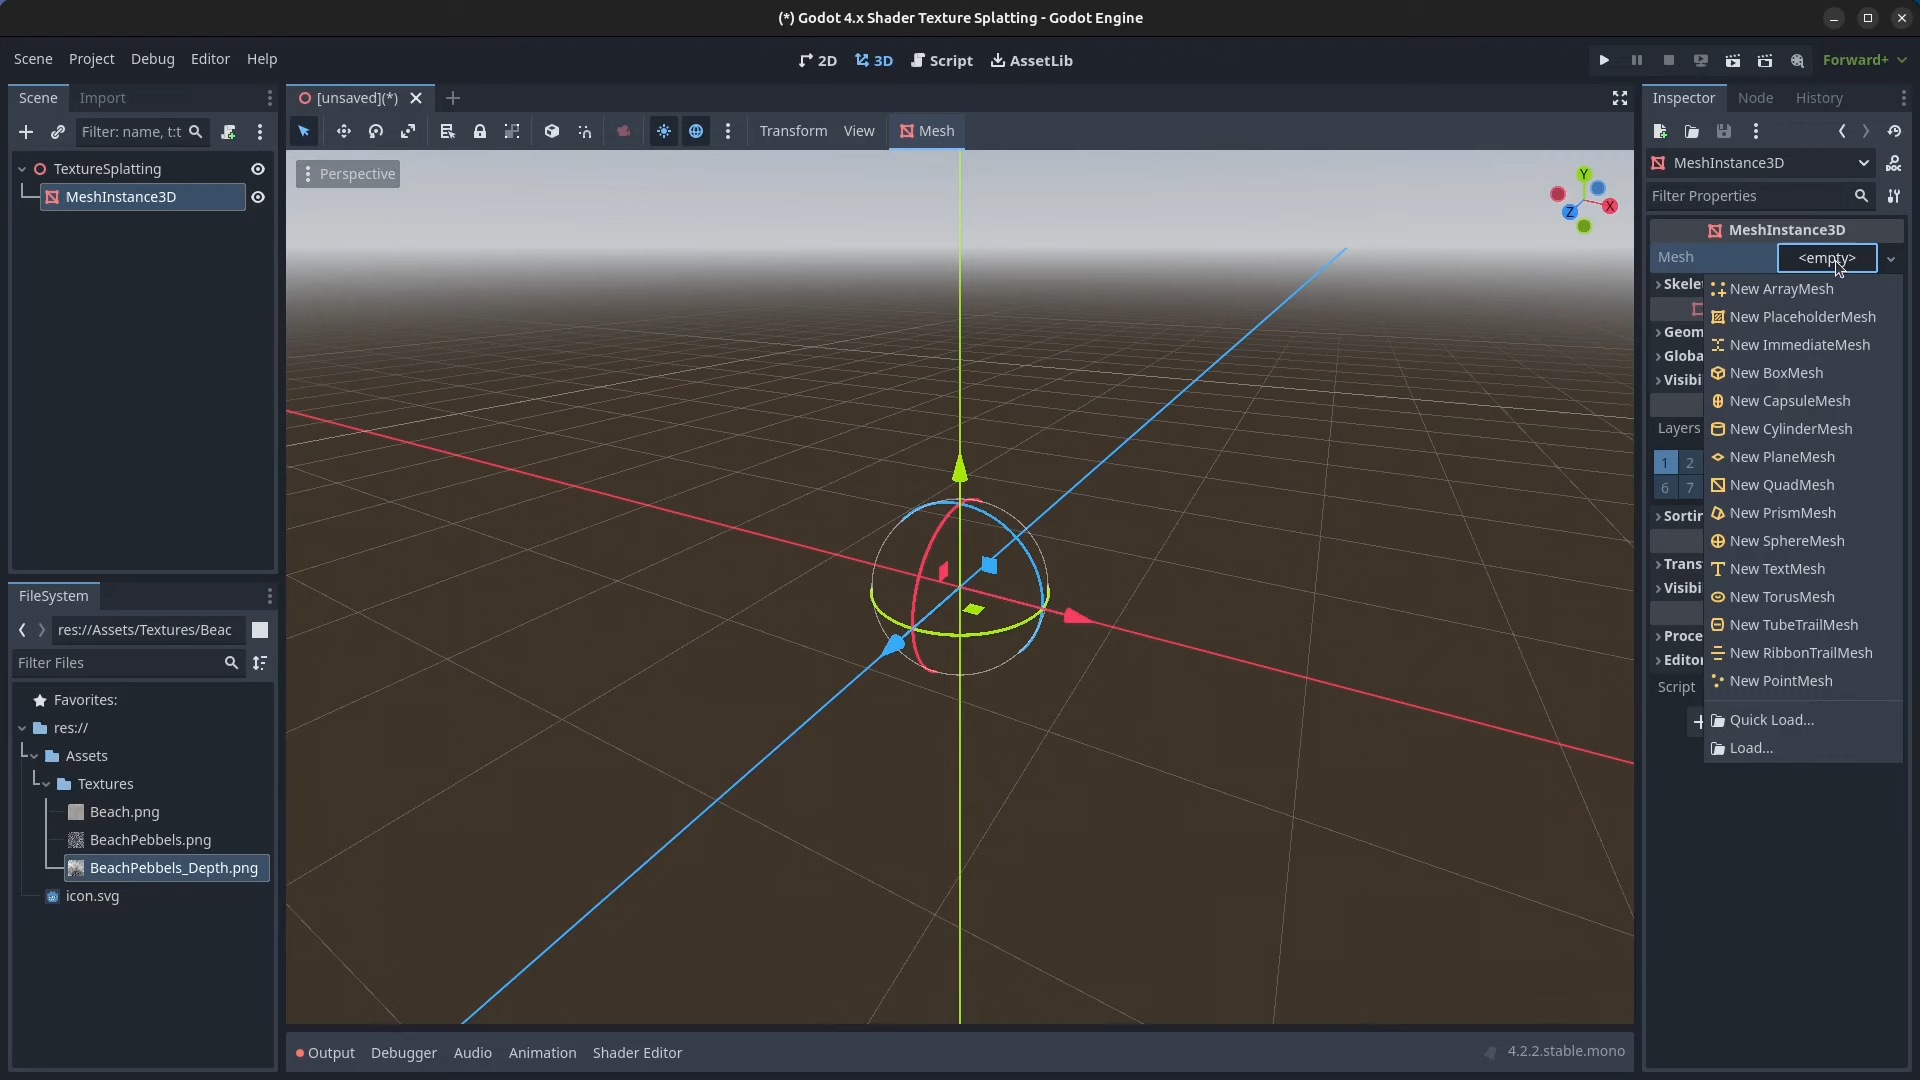 (*) Godot 4.x Shader Texture Splatting - Godot Engine
Scene Project Debug Editor Help
2D 3D Script AssetLib
Forward+
Scene Import
Filter: name, t:t
TextureSplatting
MeshInstance3D
FileSystem
res://Assets/Textures/Beac
Filter Files
Favorites:
res://
Assets
Textures
Beach.png
BeachPebbels.png
BeachPebbels_Depth.png
icon.svg
[unsaved](*)
Transform View Mesh
Perspective
Y
X
Z
Output Debugger Audio Animation Shader Editor
4.2.2.stable.mono
Inspector Node History
MeshInstance3D
Filter Properties
MeshInstance3D
Mesh <empty>
Skele
Geom
Globa
Visibi
Layers
1 2
6 7
Sortir
Trans
Visibi
Proce
Editor
Script
New ArrayMesh
New PlaceholderMesh
New ImmediateMesh
New BoxMesh
New CapsuleMesh
New CylinderMesh
New PlaneMesh
New QuadMesh
New PrismMesh
New SphereMesh
New TextMesh
New TorusMesh
New TubeTrailMesh
New RibbonTrailMesh
New PointMesh
Quick Load...
Load...